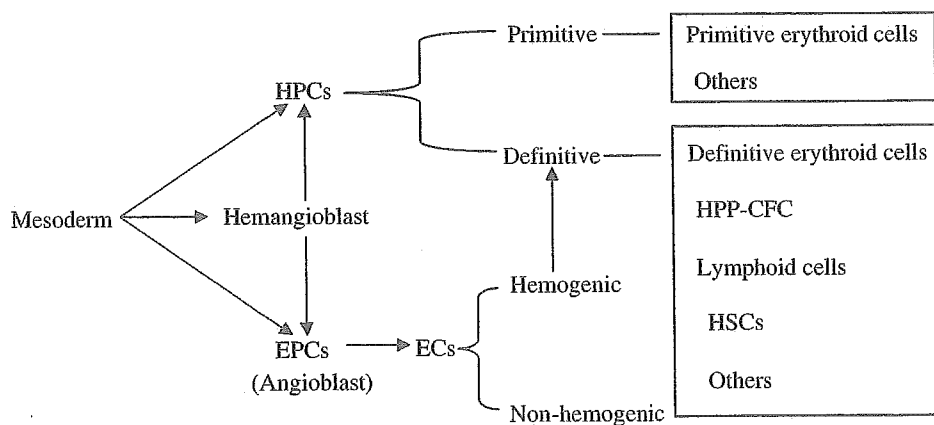 Primitive
Primitive erythroid cells
Others
HPCs
Definitive
Definitive erythroid cells
HPP-CFC
Mesoderm
Hemangioblast
Lymphoid cells
Hemogenic
HSCs
EPCs
ECs
(Angioblast)
Others
Non-hemogenic